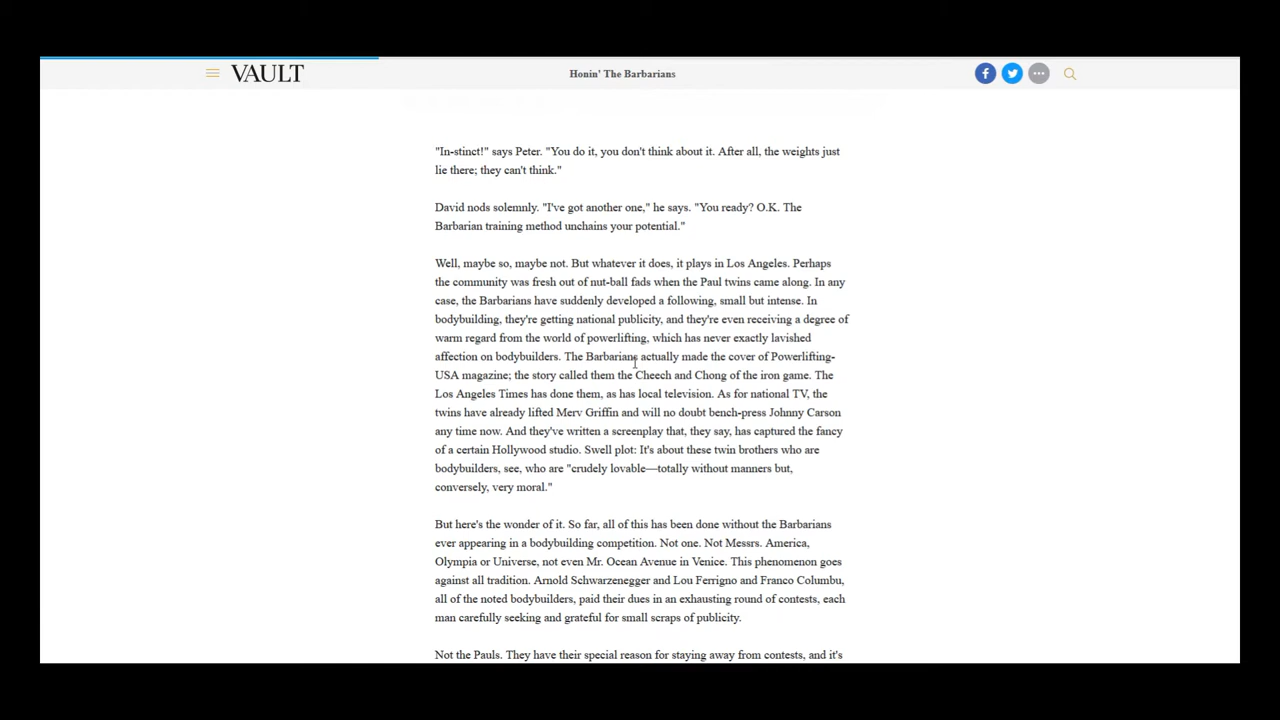 VAULT
Honin' The Barbarians
"In-stinct!" says Peter. "You do it, you don't think about it. After all, the weights just
lie there; they can't think."
David nods solemnly. "I've got another one," he says. "You ready? O.K. The
Barbarian training method unchains your potential."
Well, maybe so, maybe not. But whatever it does, it plays in Los Angeles. Perhaps
the community was fresh out of nut-ball fads when the Paul twins came along. In any
case, the Barbarians have suddenly developed a following, small but intense. In
bodybuilding, they're getting national publicity, and they're even receiving a degree of
warm regard from the world of powerlifting, which has never exactly lavished
affection on bodybuilders. The Barbarians actually made the cover of Powerlifting-
USA magazine; the story called them the Cheech and Chong of the iron game. The
Los Angeles Times has done them, as has local television. As for national TV, the
twins have already lifted Merv Griffin and will no doubt bench-press Johnny Carson
any time now. And they've written a screenplay that, they say, has captured the fancy
of a certain Hollywood studio. Swell plot: It's about these twin brothers who are
bodybuilders, see, who are "crudely lovable—totally without manners but,
conversely, very moral."
But here's the wonder of it. So far, all of this has been done without the Barbarians
ever appearing in a bodybuilding competition. Not one. Not Messrs. America,
Olympia or Universe, not even Mr. Ocean Avenue in Venice. This phenomenon goes
against all tradition. Arnold Schwarzenegger and Lou Ferrigno and Franco Columbu,
all of the noted bodybuilders, paid their dues in an exhausting round of contests, each
man carefully seeking and grateful for small scraps of publicity.
Not the Pauls. They have their special reason for staying away from contests, and it's